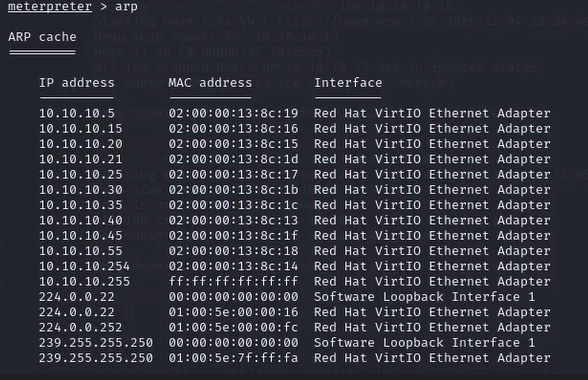 meterpreter > arp
ARP cache
IP address MAC address Interface
10.10.10.5 02:00:00:13:8c:19 Red Hat VirtIO Ethernet Adapter
10.10.10.15 02:00:00:13:8c:16 Red Hat VirtIO Ethernet Adapter
10.10.10.20 02:00:00:13:8c:15 Red Hat VirtIO Ethernet Adapter
10.10.10.21 02:00:00:13:8c:1d Red Hat VirtIO Ethernet Adapter
10.10.10.25 02:00:00:13:8c:17 Red Hat VirtIO Ethernet Adapter
10.10.10.30 02:00:00:13:8c:1b Red Hat VirtIO Ethernet Adapter
10.10.10.35 02:00:00:13:8c:1c Red Hat VirtIO Ethernet Adapter
10.10.10.40 02:00:00:13:8c:13 Red Hat VirtIO Ethernet Adapter
10.10.10.45 02:00:00:13:8c:1f Red Hat VirtIO Ethernet Adapter
10.10.10.55 02:00:00:13:8c:18 Red Hat VirtIO Ethernet Adapter
10.10.10.254 02:00:00:13:8c:14 Red Hat VirtIO Ethernet Adapter
10.10.10.255 ff:ff:ff:ff:ff:ff Red Hat VirtIO Ethernet Adapter
224.0.0.22 00:00:00:00:00:00 Software Loopback Interface 1
224.0.0.22 01:00:5e:00:00:16 Red Hat VirtIO Ethernet Adapter
224.0.0.252 01:00:5e:00:00:fc Red Hat VirtIO Ethernet Adapter
239.255.255.250 00:00:00:00:00:00 Software Loopback Interface 1
239.255.255.250 01:00:5e:7f:ff:fa Red Hat VirtIO Ethernet Adapter